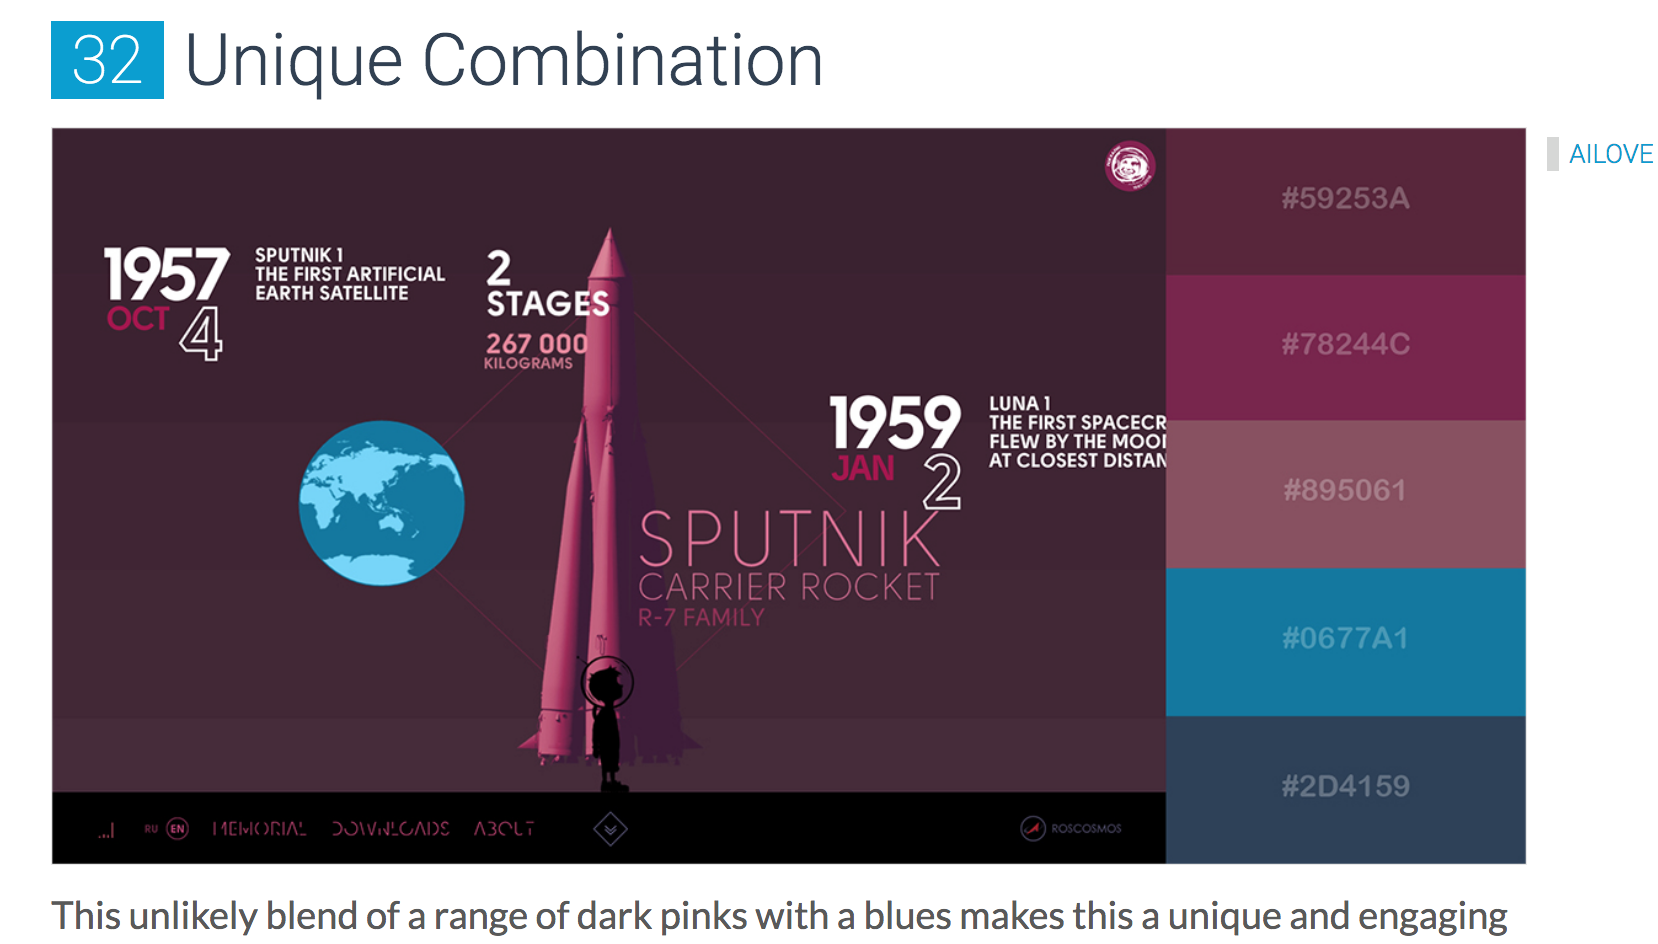 32 Unique Combination
AILOVE
#59253A
#78244C
#895061
#0677A1
#2D4159
1957
OCT 4
SPUTNIK 1
THE FIRST ARTIFICIAL
EARTH SATELLITE
2
STAGES
267 000
KILOGRAMS
1959
JAN 2
LUNA 1
THE FIRST SPACECR
FLEW BY THE MOO
AT CLOSEST DISTAN
SPUTNIK
CARRIER ROCKET
R-7 FAMILY
RU EN MEMORIAL DOWNLOADS ABOUT
ROSCOSMOS
This unlikely blend of a range of dark pinks with a blues makes this a unique and engaging